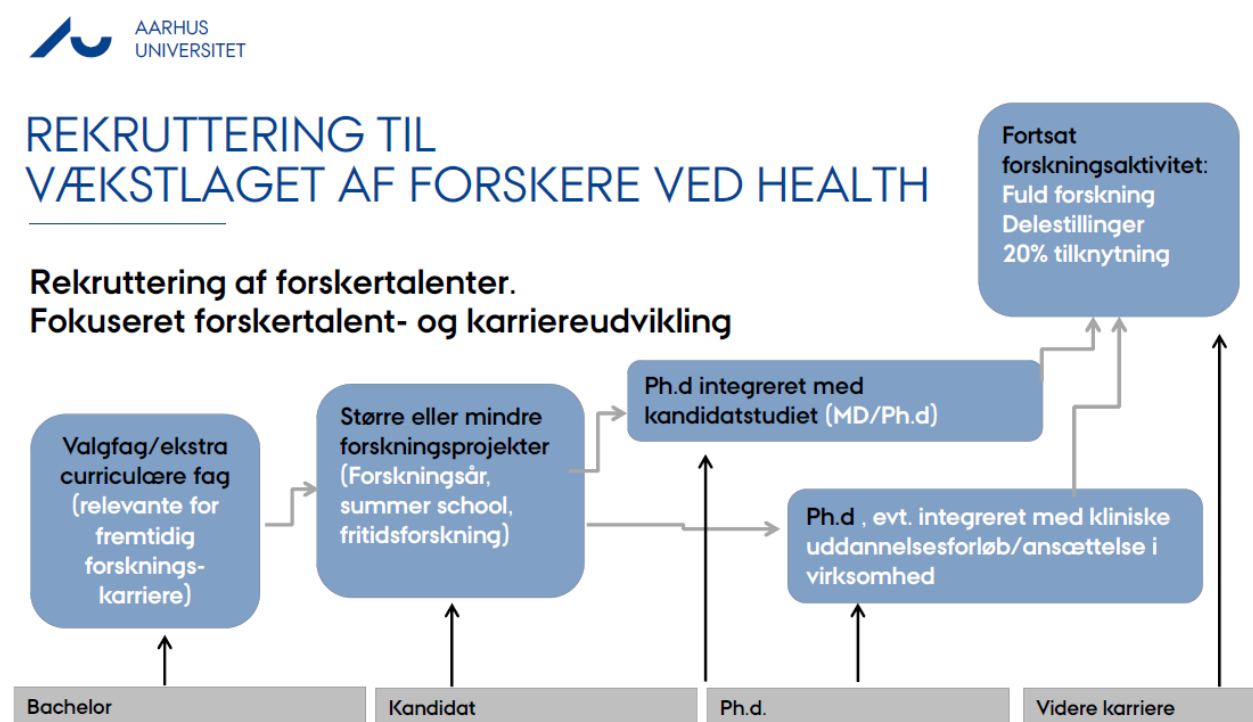 AARHUS
UNIVERSITET
REKRUTTERING TIL
VÆKSTLAGET AF FORSKERE VED HEALTH
Rekruttering af forskertalenter.
Fokuseret forskertalent- og karriereudvikling
Valgfag/ekstra
curriculære fag
(relevante for
fremtidig
forsknings-
karriere)
Større eller mindre
forskningsprojekter
(Forskningsår,
summer school,
fritidsforskning)
Ph.d integreret med
kandidatstudiet (MD/Ph.d)
Ph.d , evt. integreret med kliniske
uddannelsesforløb/ansættelse i
virksomhed
Fortsat
forskningsaktivitet:
Fuld forskning
Delestillinger
20% tilknytning
Bachelor
Kandidat
Ph.d.
Videre karriere